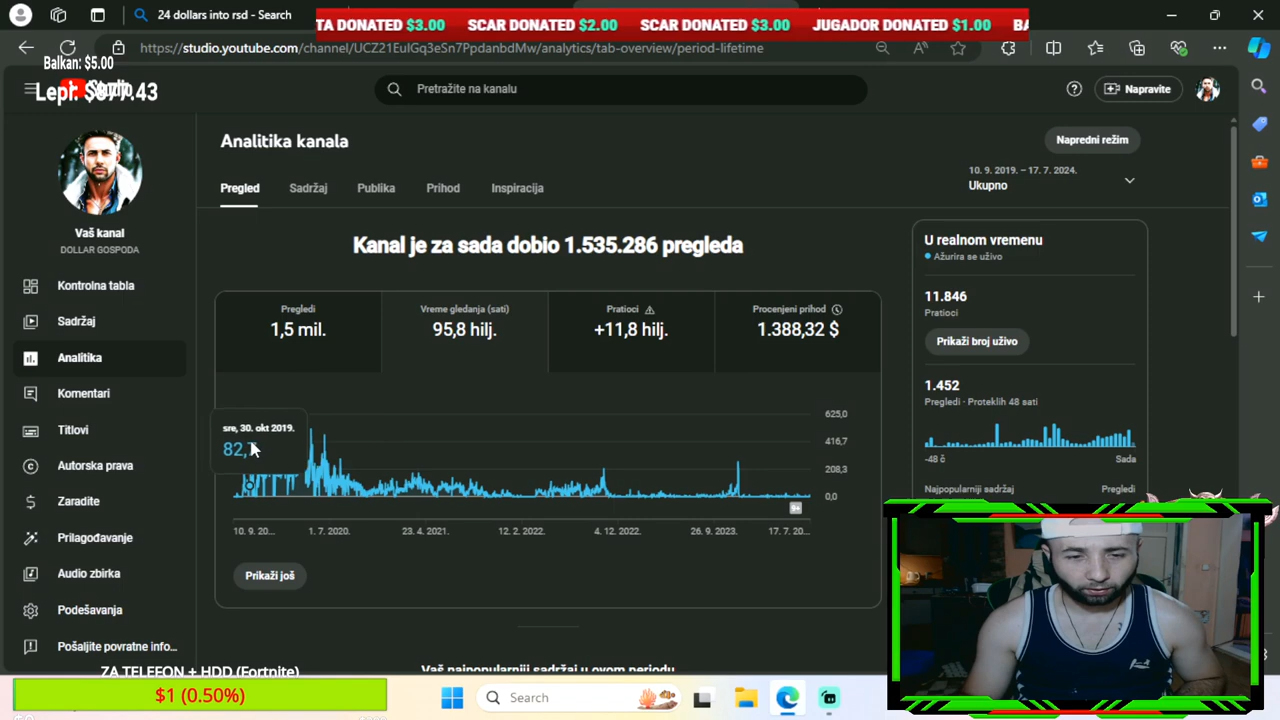 24 dollars into rsd - Search
TA DONATED $3.00 SCAR DONATED $2.00 SCAR DONATED $3.00 JUGADOR DONATED $1.00 BA
https://studio.youtube.com/channel/UCZ21EuIGq3eSn7PpdanbdMw/analytics/tab-overview/period-lifetime
Balkan: $5.00
Lepi: $877.43
Pretražite na kanalu
Napravite
Analitika kanala
Napredni režim
Pregled
Sadržaj
Publika
Prihod
Inspiracija
10. 9. 2019. – 17. 7. 2024.
Ukupno
Vaš kanal
DOLLAR GOSPODA
Kontrolna tabla
Sadržaj
Analitika
Komentari
Titlovi
Autorska prava
Zaradite
Prilagođavanje
Audio zbirka
Podešavanja
Pošaljite povratne info...
Kanal je za sada dobio 1.535.286 pregleda
Pregledi
1,5 mil.
Vreme gledanja (sati)
95,8 hilj.
Pratioci
+11,8 hilj.
Procenjeni prihod
1.388,32 $
sre, 30. okt 2019.
82,
625,0
416,7
208,3
0,0
9+
10. 9. 20...
1. 7. 2020.
23. 4. 2021.
12. 2. 2022.
4. 12. 2022.
26. 9. 2023.
17. 7. 20...
Prikaži još
Vaš najpopularniji sadržaj u ovom periodu
U realnom vremenu
Ažurira se uživo
11.846
Pratioci
Prikaži broj uživo
1.452
Pregledi · Proteklih 48 sati
-48 č
Sada
Najpopularniji sadržaj
Pregledi
ZA TELEFON + HDD (Fortnite)
$1 (0.50%)
Search